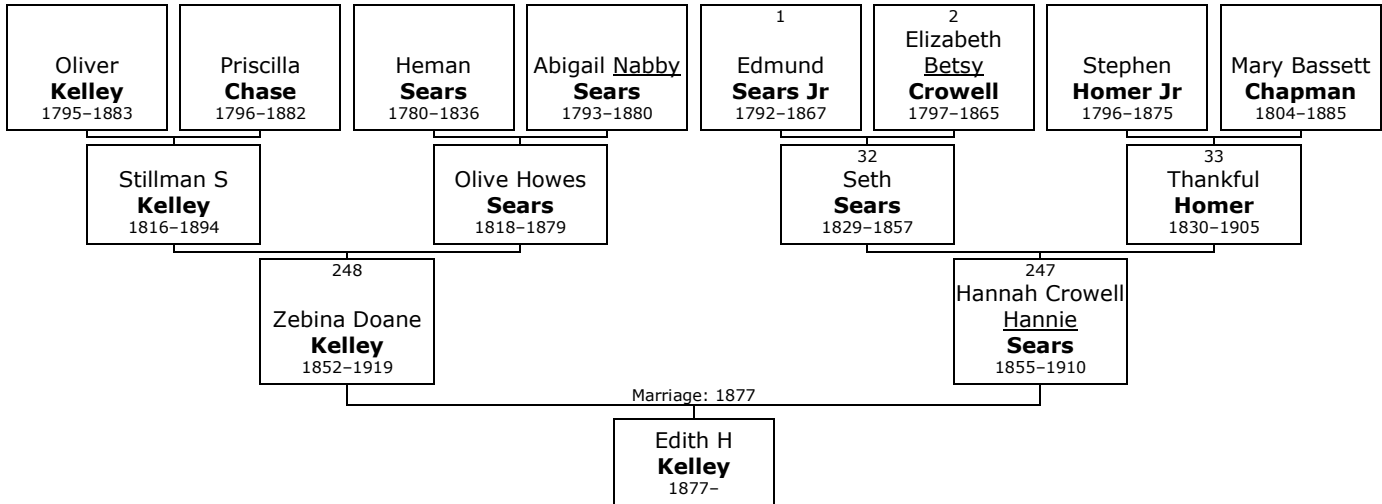 Oliver
Kelley
1795–1883
Priscilla
Chase
1796–1882
Heman
Sears
1780–1836
Abigail Nabby
Sears
1793–1880
1
Edmund
Sears Jr
1792–1867
2
Elizabeth
Betsy
Crowell
1797–1865
Stephen
Homer Jr
1796–1875
Mary Bassett
Chapman
1804–1885
Stillman S
Kelley
1816–1894
Olive Howes
Sears
1818–1879
32
Seth
Sears
1829–1857
33
Thankful
Homer
1830–1905
248
Zebina Doane
Kelley
1852–1919
247
Hannah Crowell
Hannie
Sears
1855–1910
Marriage: 1877
Edith H
Kelley
1877–